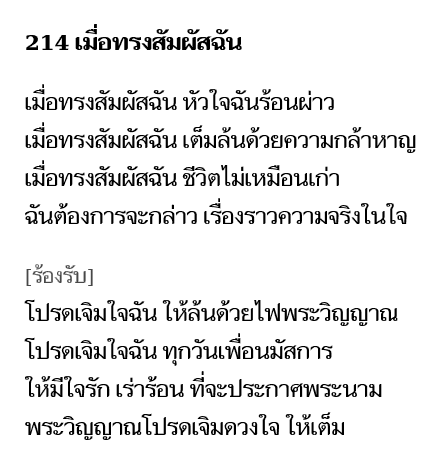 214 เมื่อทรงสัมผัสฉัน
เมื่อทรงสัมผัสฉัน หัวใจฉันร้อนผ่าว
เมื่อทรงสัมผัสฉัน เต็มล้นด้วยความกล้าหาญ
เมื่อทรงสัมผัสฉัน ชีวิตไม่เหมือนเก่า
ฉันต้องการจะกล่าว เรื่องราวความจริงในใจ
[ร้องรับ]
โปรดเจิมใจฉัน ให้ล้นด้วยไฟพระวิญญาณ
โปรดเจิมใจฉัน ทุกวันเพื่อนมัสการ
ให้มีใจรัก เร่าร้อน ที่จะประกาศพระนาม
พระวิญญาณโปรดเจิมดวงใจ ให้เต็ม